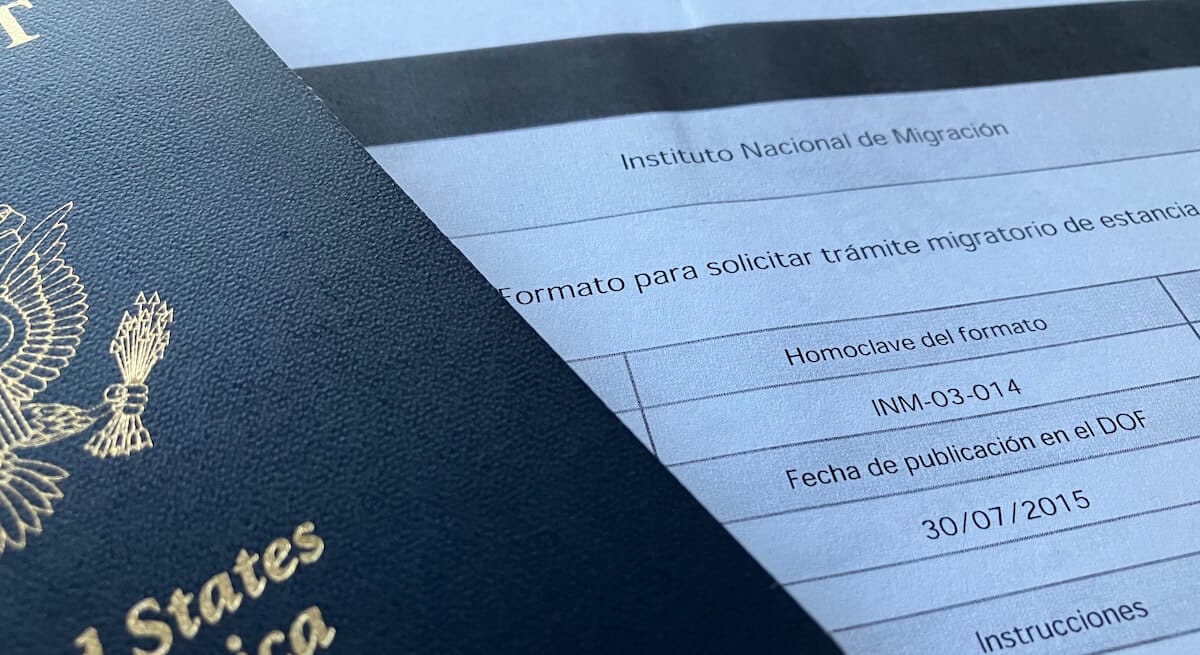 T
States
ica
Instituto Nacional de Migración
Formato para solicitar trámite migratorio de estancia
Homoclave del formato
INM-03-014
Fecha de publicación en el DOF
30/07/2015
Instrucciones